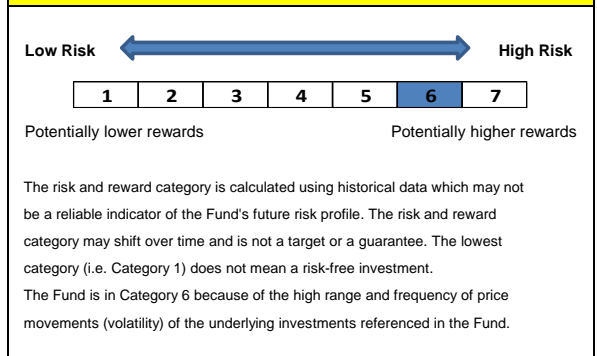 Low Risk High Risk
1 2 3 4 5 6 7
Potentially lower rewards Potentially higher rewards
The risk and reward category is calculated using historical data which may not
be a reliable indicator of the Fund's future risk profile. The risk and reward
category may shift over time and is not a target or a guarantee. The lowest
category (i.e. Category 1) does not mean a risk-free investment.
The Fund is in Category 6 because of the high range and frequency of price
movements (volatility) of the underlying investments referenced in the Fund.